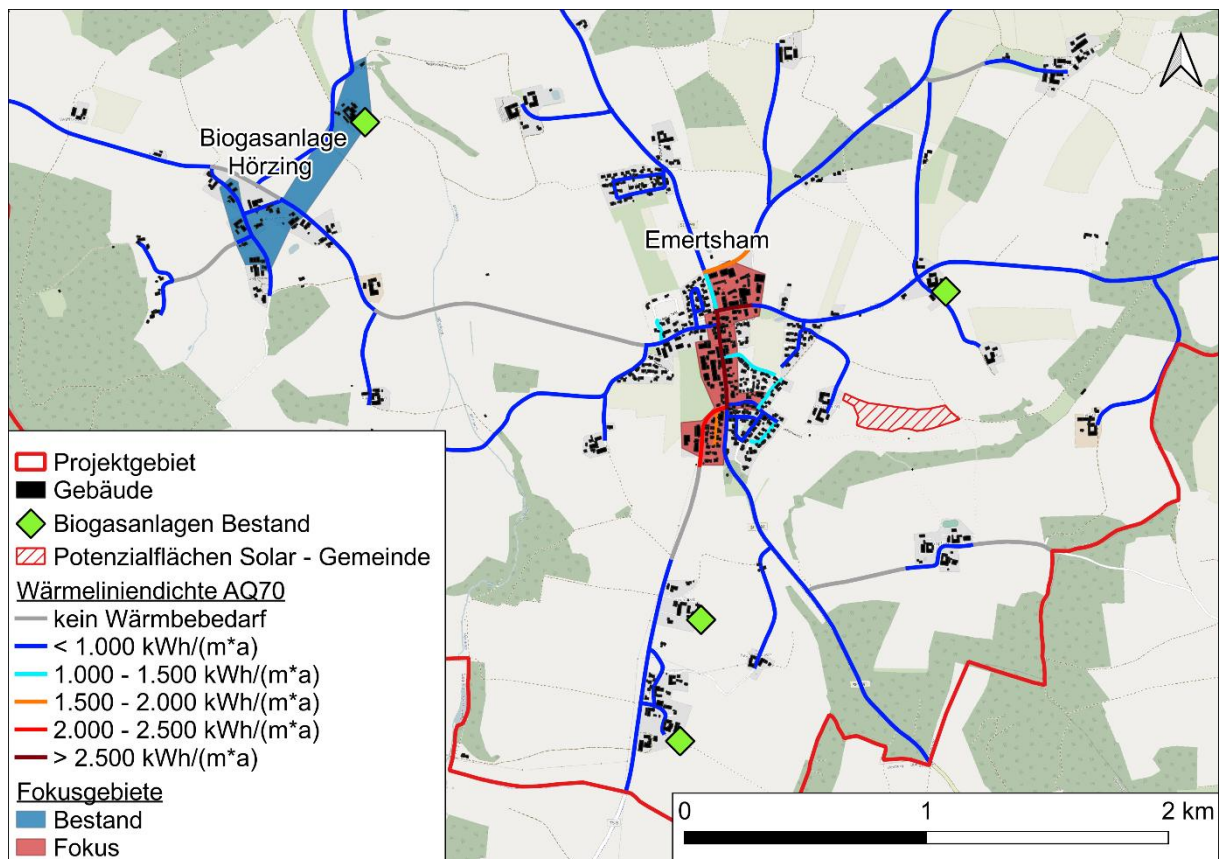 Biogasanlage
Hörzing
Emertsham
Projektgebiet
Gebäude
Biogasanlagen Bestand
Potenzialflächen Solar - Gemeinde
Wärmeliniendichte AQ70
kein Wärmbebedarf
< 1.000 kWh/(m*a)
1.000 - 1.500 kWh/(m*a)
1.500 - 2.000 kWh/(m*a)
2.000 - 2.500 kWh/(m*a)
> 2.500 kWh/(m*a)
Fokusgebiete
Bestand
Fokus
0 1 2 km